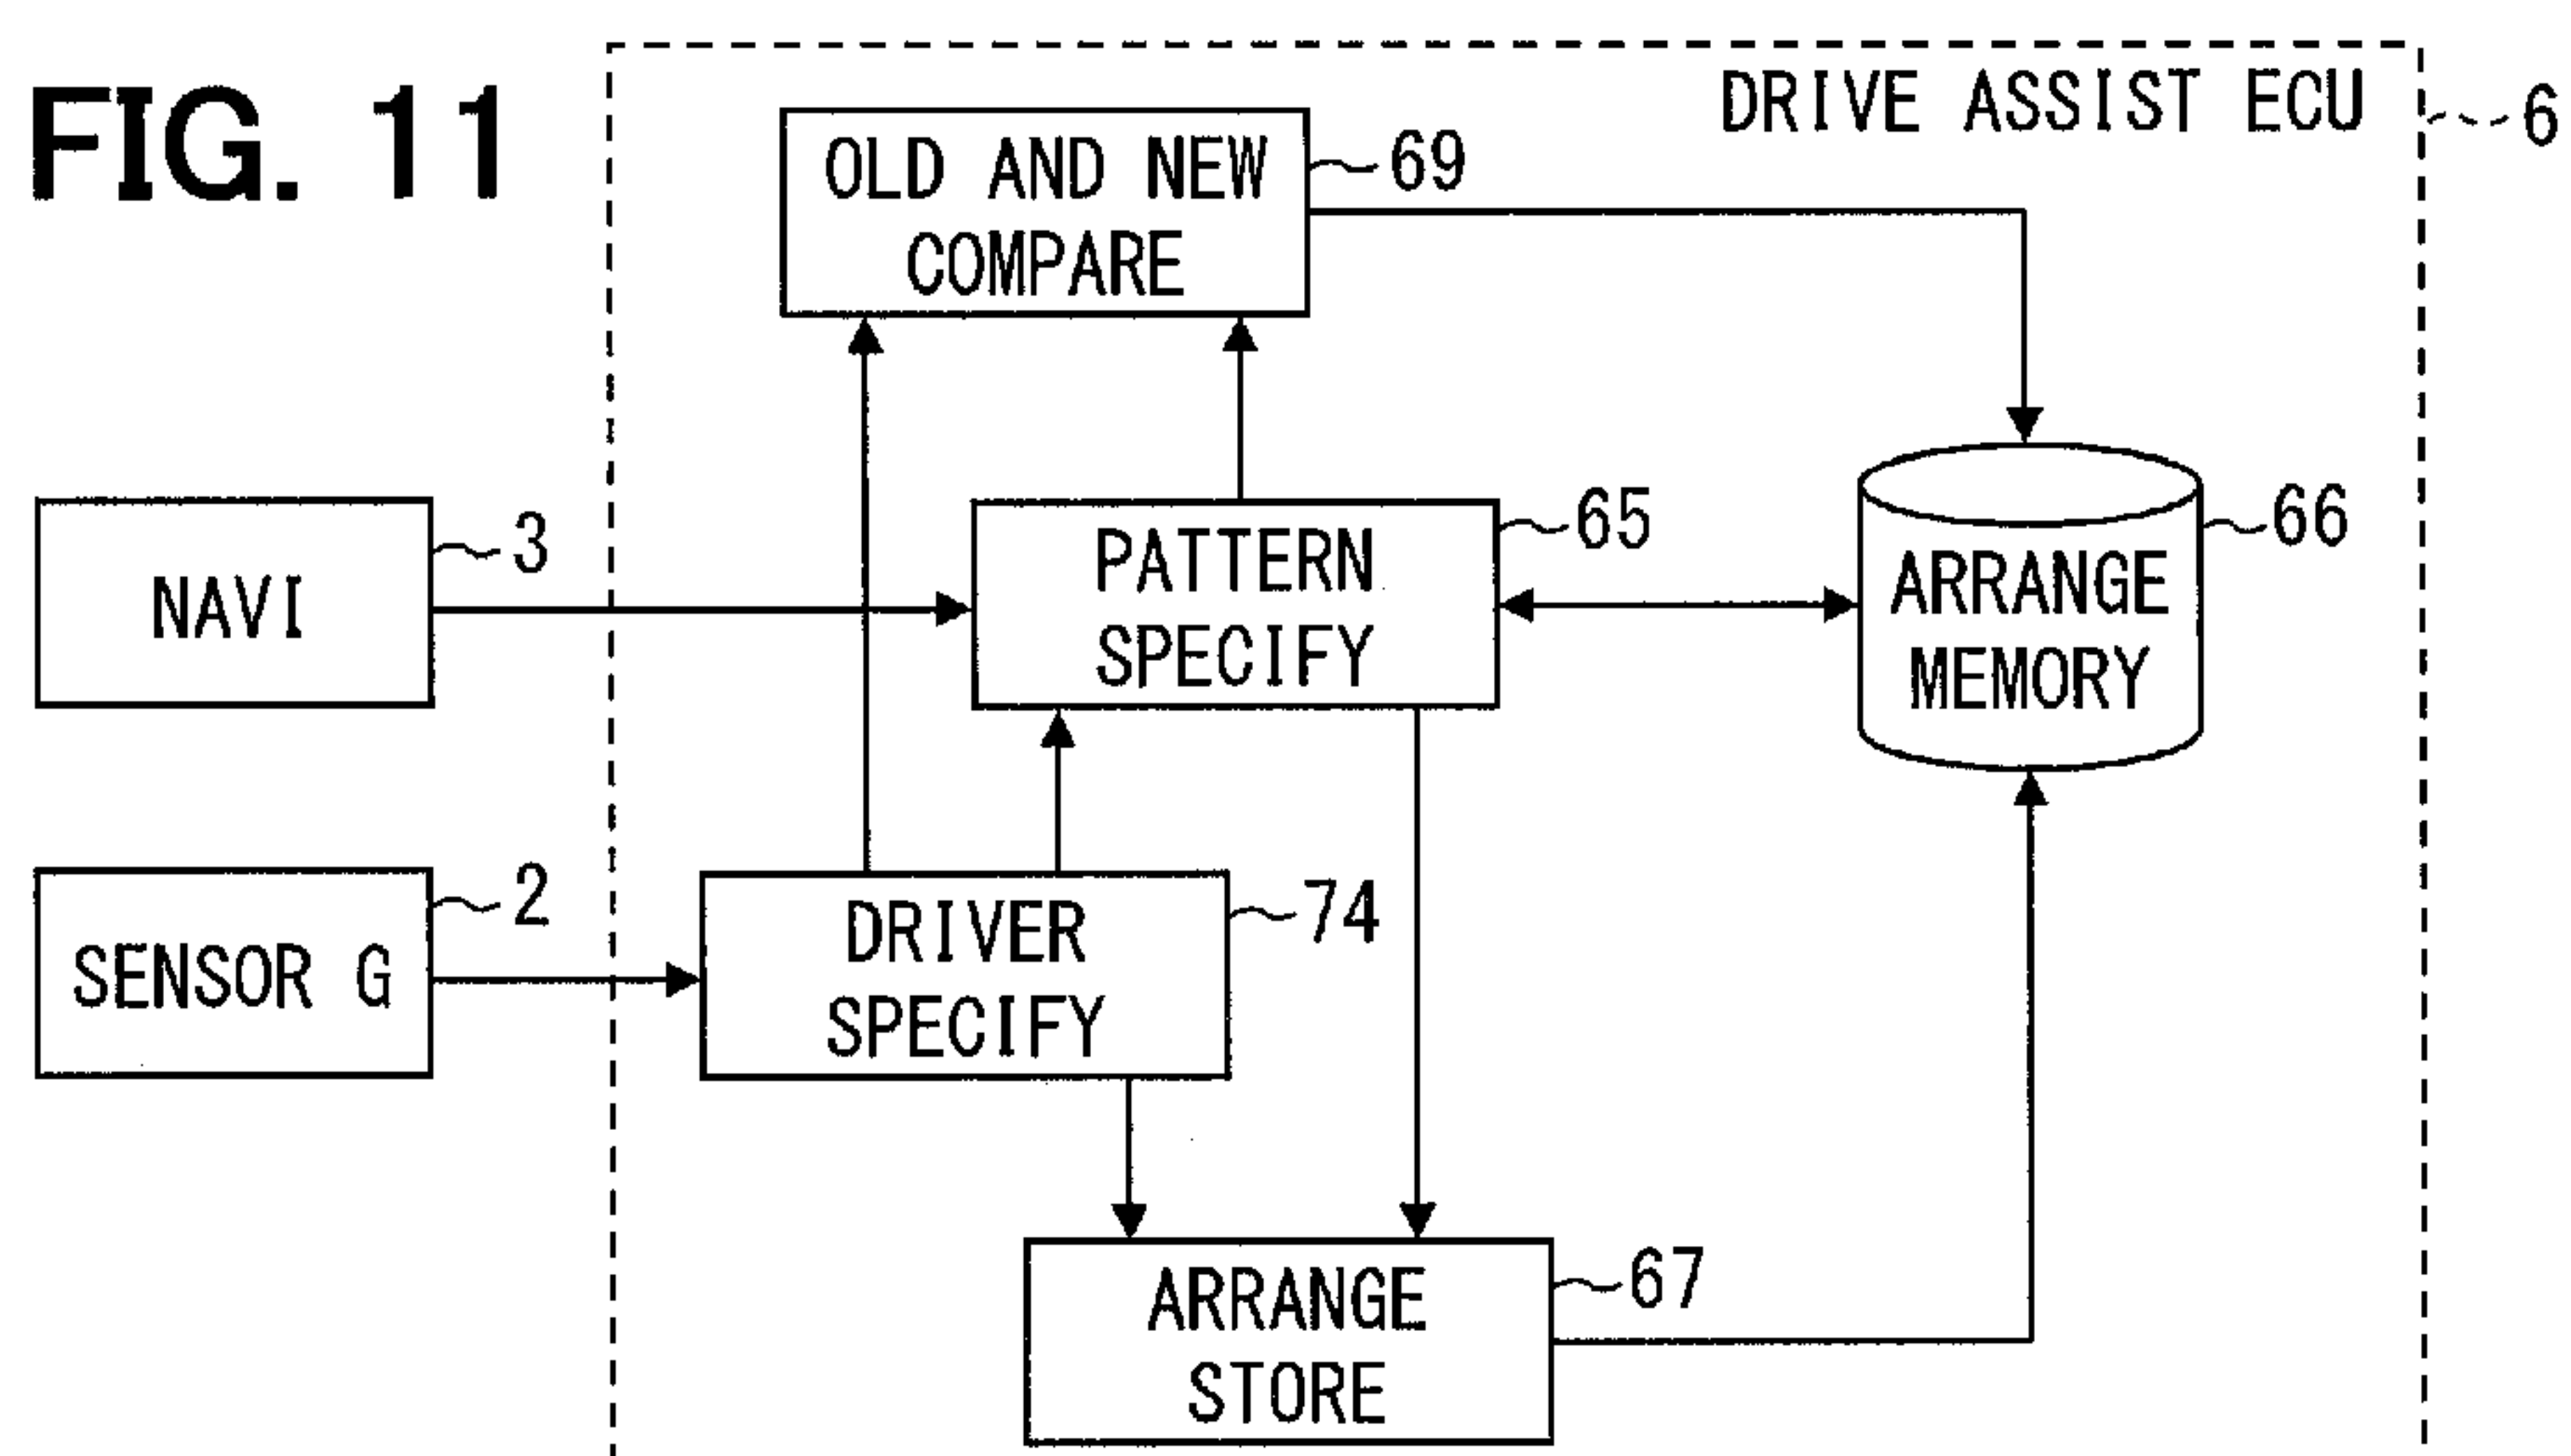 FIG. 11
DRIVE ASSIST ECU
6
OLD AND NEW
COMPARE
69
NAVI
3
PATTERN
SPECIFY
65
ARRANGE
MEMORY
66
SENSOR G
2
DRIVER
SPECIFY
74
ARRANGE
STORE
67